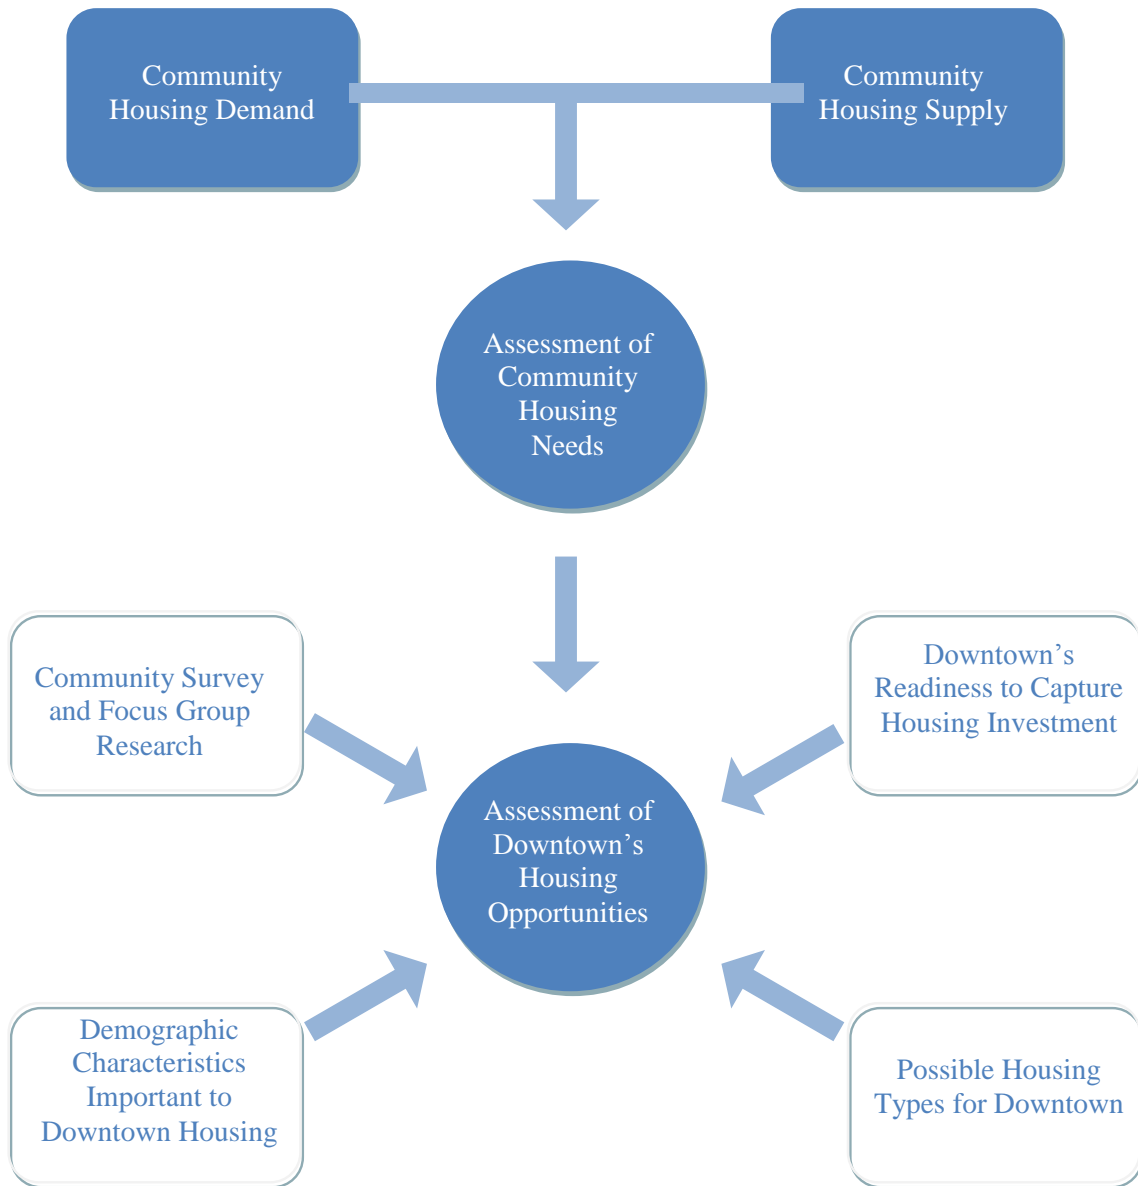 Community
Housing Demand
Community
Housing Supply
Assessment of
Community
Housing
Needs
Community Survey
and Focus Group
Research
Downtown’s
Readiness to Capture
Housing Investment
Assessment of
Downtown’s
Housing
Opportunities
Demographic
Characteristics
Important to
Downtown Housing
Possible Housing
Types for Downtown